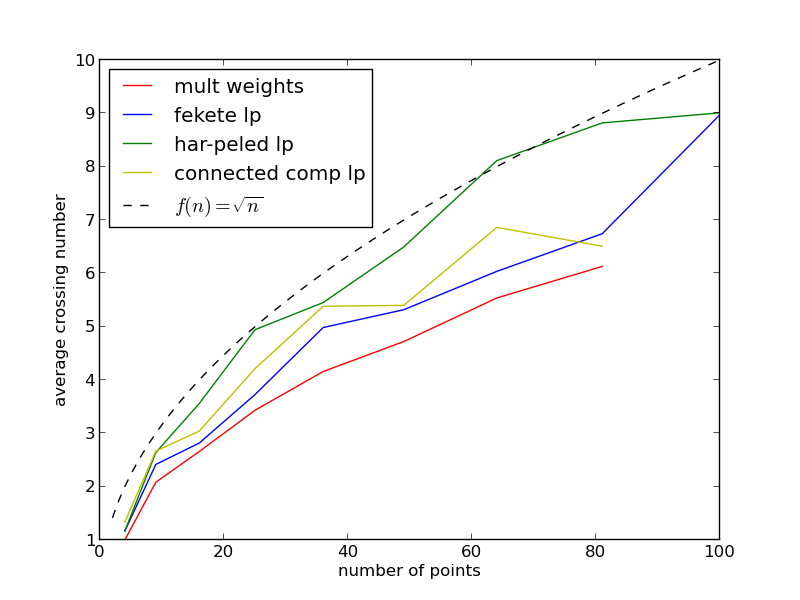 10
9
8
7
6
5
4
3
2
1
0
20
40
60
80
100
average crossing number
number of points
mult weights
fekete lp
har-peled lp
connected comp lp
f(n)=√n